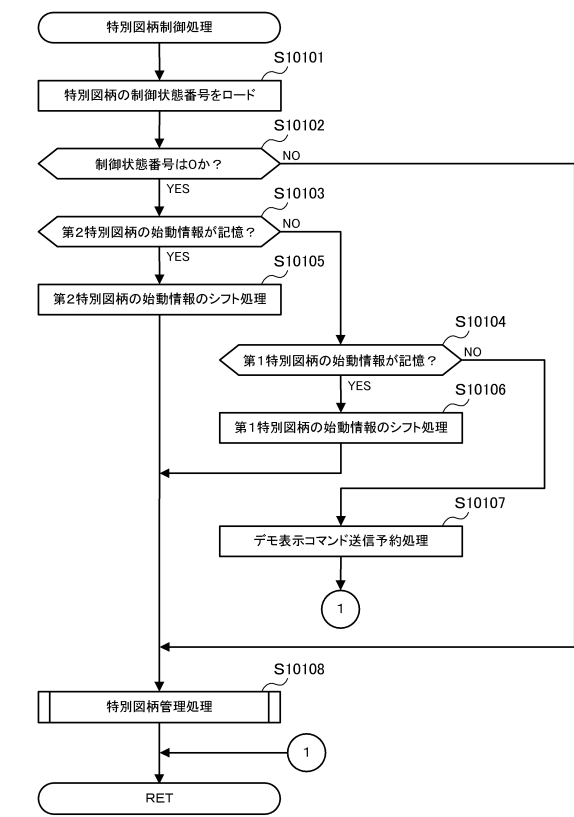 特別図柄制御処理
S10101
特別図柄の制御状態番号をロード
S10102
制御状態番号は0か？
NO
YES
S10103
第2特別図柄の始動情報が記憶？
NO
YES
S10105
第2特別図柄の始動情報のシフト処理
S10104
第1特別図柄の始動情報が記憶？
NO
YES
S10106
第1特別図柄の始動情報のシフト処理
S10107
デモ表示コマンド送信予約処理
1
S10108
特別図柄管理処理
1
RET